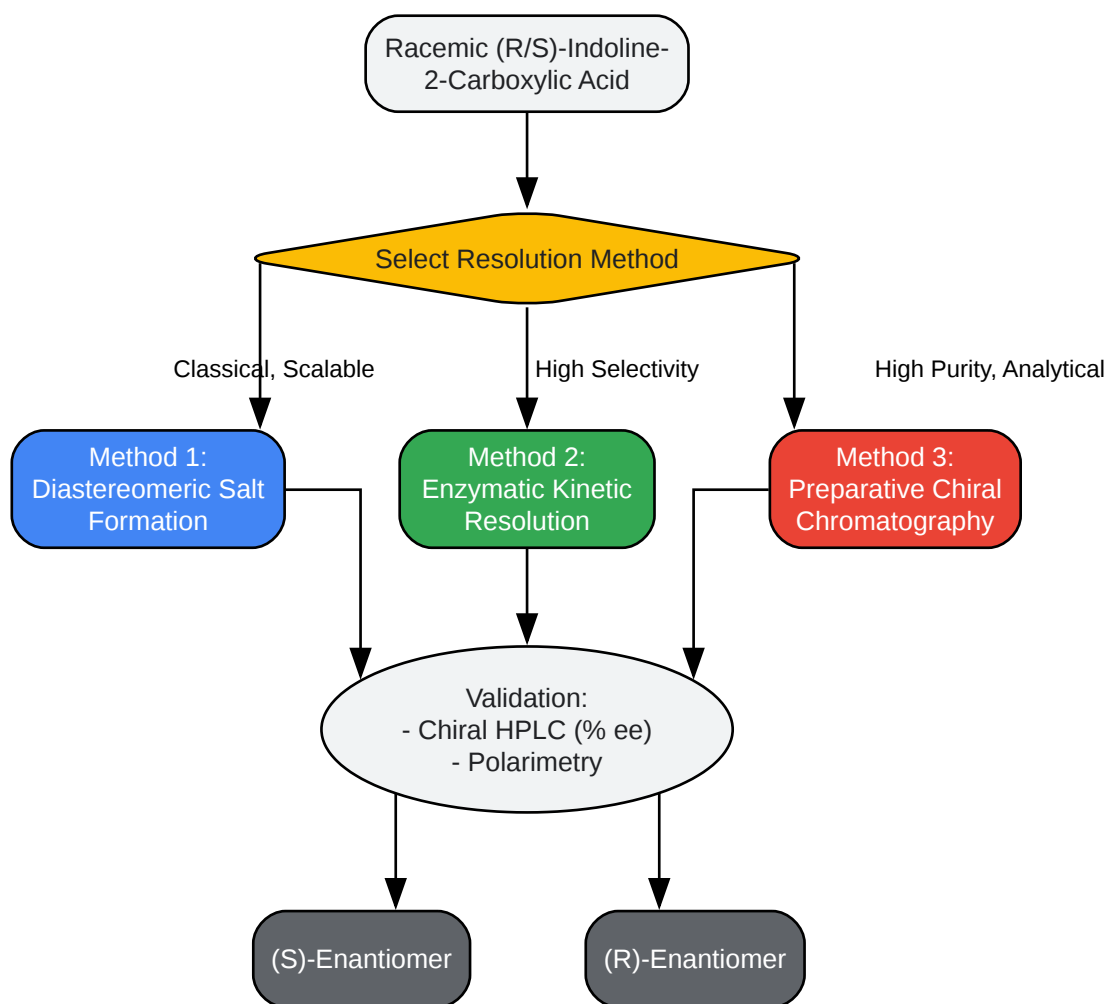 Racemic (R/S)-Indoline-
2-Carboxylic Acid
Select Resolution Method
Classical, Scalable
High Selectivity
High Purity, Analytical
Method 1:
Diastereomeric Salt
Formation
Method 2:
Enzymatic Kinetic
Resolution
Method 3:
Preparative Chiral
Chromatography
Validation:
- Chiral HPLC (% ee)
- Polarimetry
(S)-Enantiomer
(R)-Enantiomer